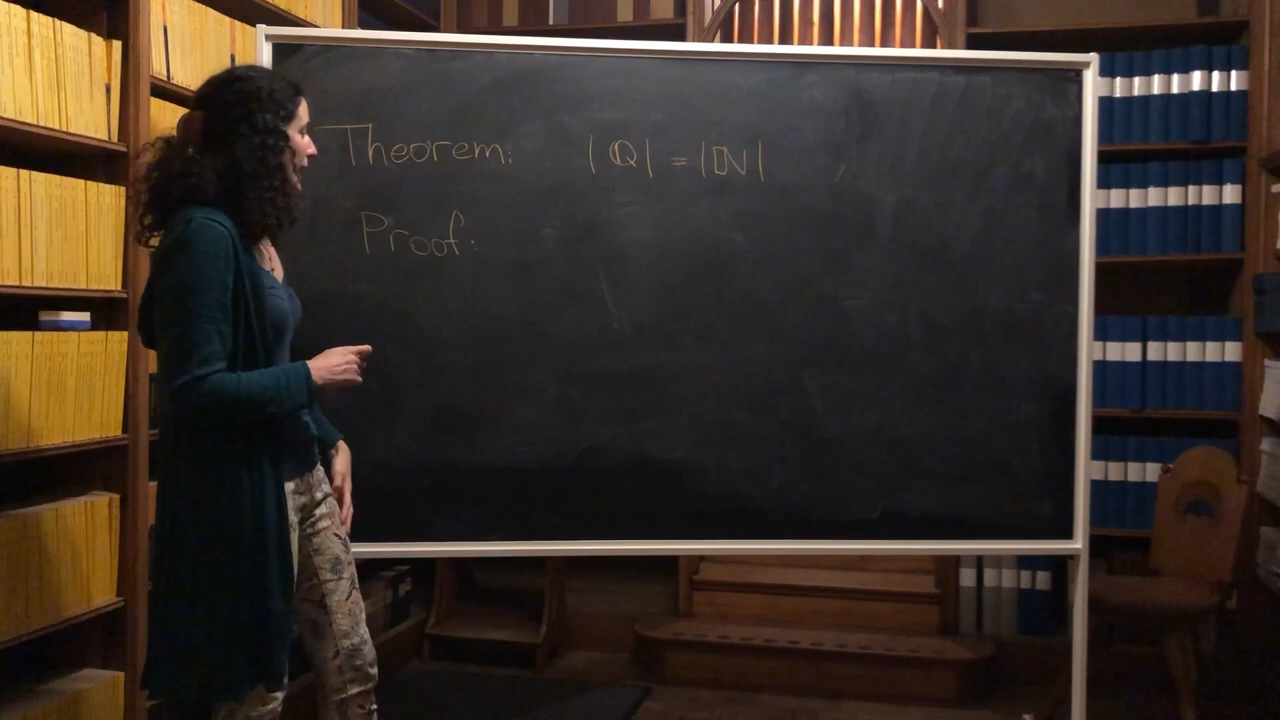 Theorem: |ℚ| = |ℕ|
Proof: